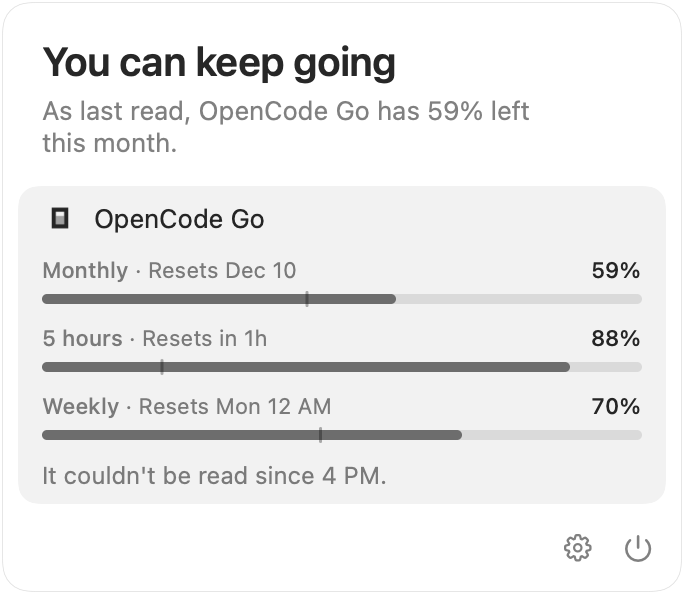 You can keep going
As last read, OpenCode Go has 59% left
this month.
OpenCode Go
Monthly · Resets Dec 10 59%
5 hours · Resets in 1h 88%
Weekly · Resets Mon 12 AM 70%
It couldn't be read since 4 PM.